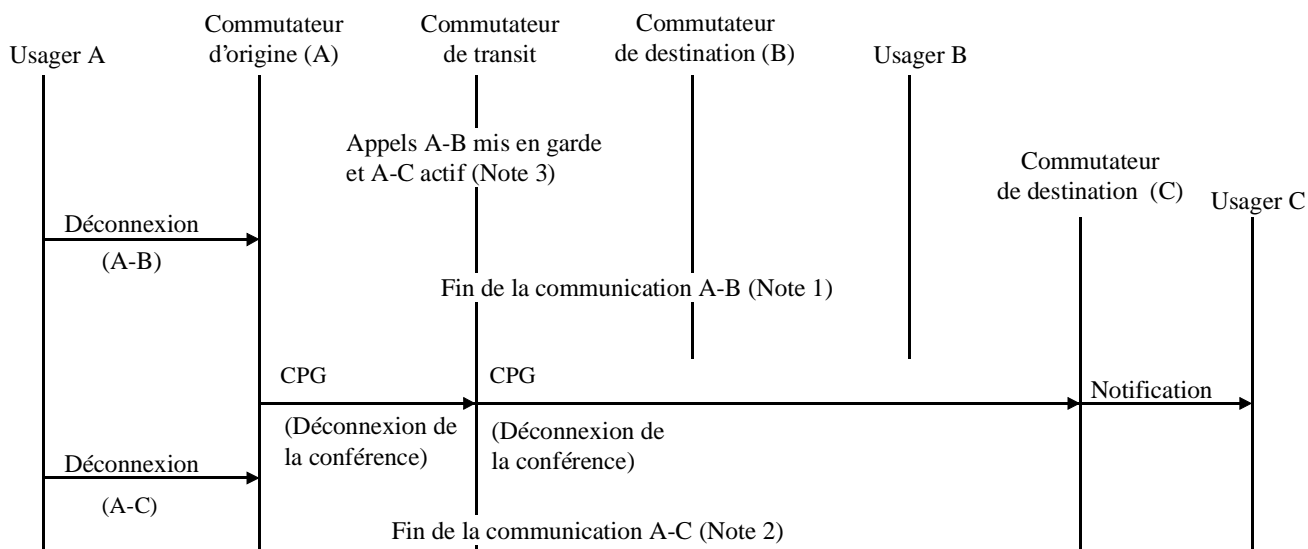 Usager A
Commutateur
d'origine (A)
Commutateur
de transit
Commutateur
de destination (B)
Usager B
Appels A-B mis en garde
et A-C actif (Note 3)
Commutateur
de destination (C)
Usager C
Déconnexion
(A-B)
Fin de la communication A-B (Note 1)
CPG
CPG
Notification
(Déconnexion de
la conférence)
(Déconnexion de
la conférence)
Déconnexion
(A-C)
Fin de la communication A-C (Note 2)